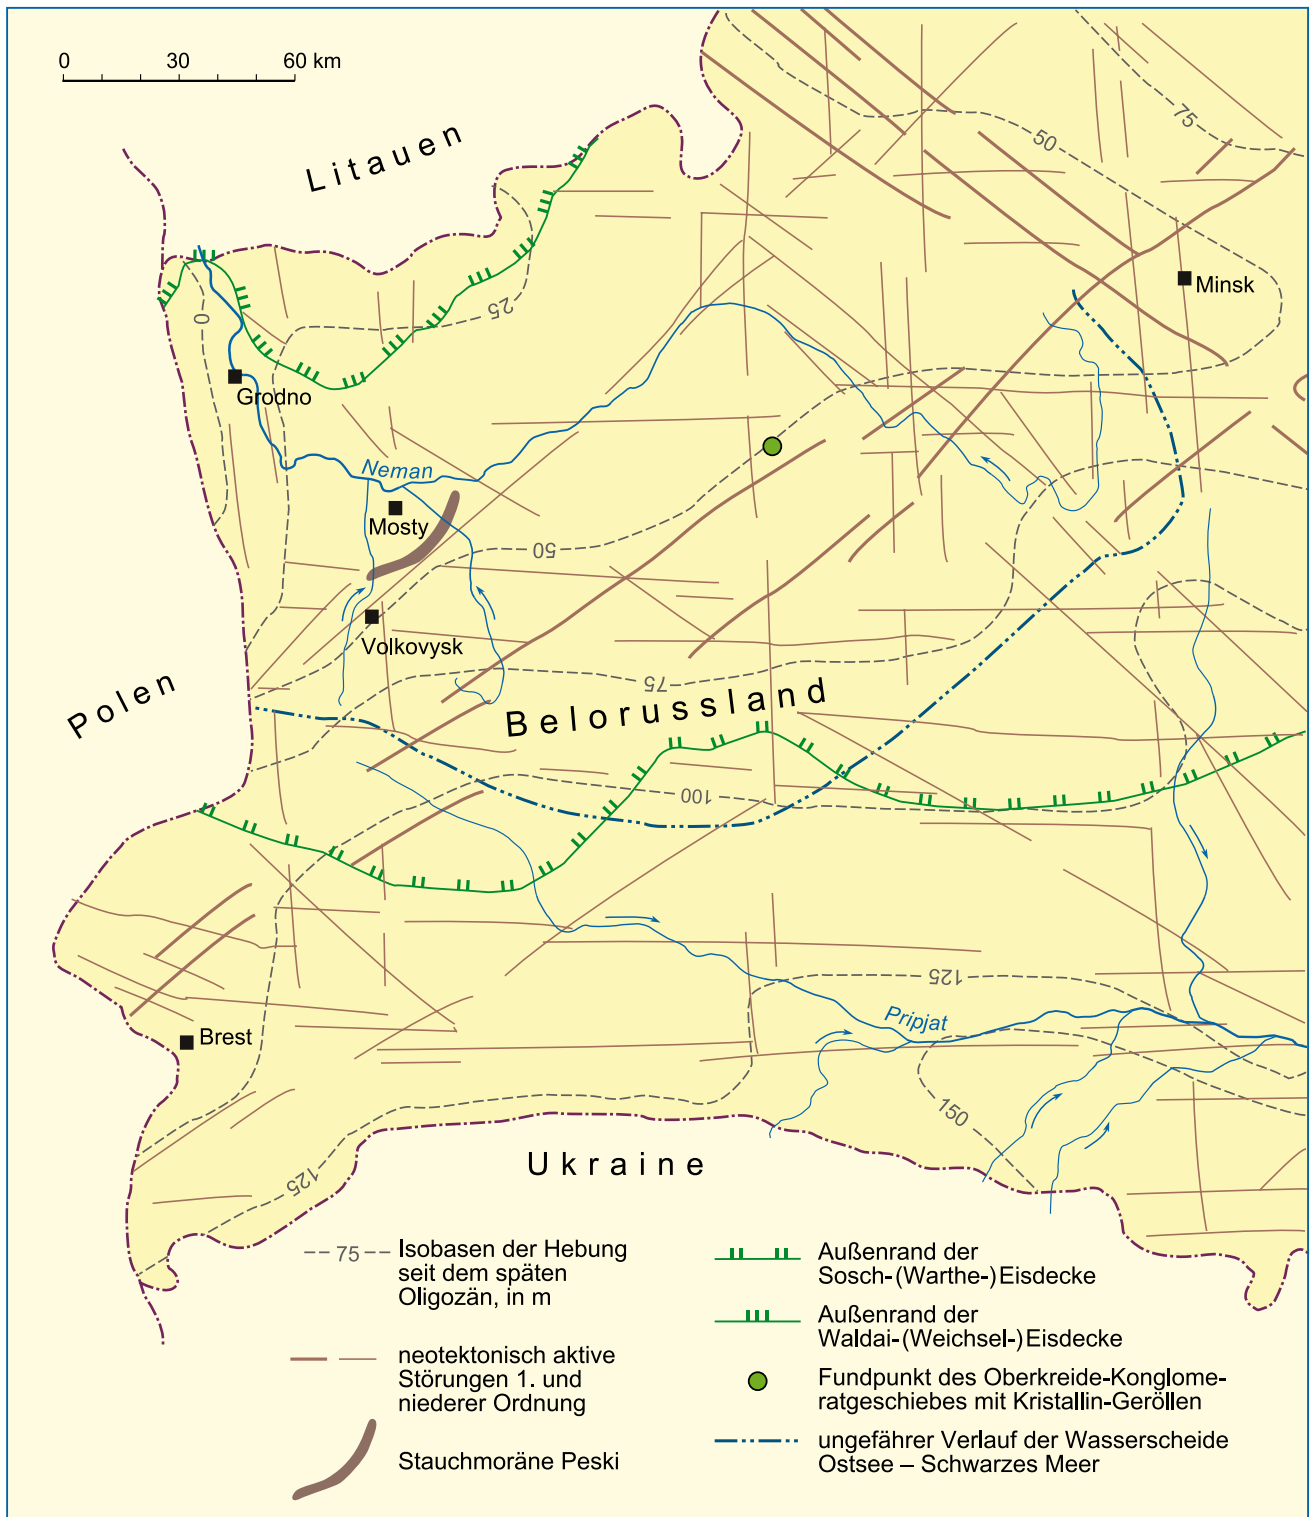 0 30 60 km
Litauen
75
50
Minsk
25
0
Grodno
Neman
Mosty
50
Volkovysk
75
Polen
Belorussland
100
125
Pripjat
Brest
150
Ukraine
125
75
Isobasen der Hebung
seit dem späten
Oligozän, in m
neotektonisch aktive
Störungen 1. und
niederer Ordnung
Stauchmoräne Peski
Außenrand der
Sosch-(Warthe-)Eisdecke
Außenrand der
Waldai-(Weichsel-)Eisdecke
Fundpunkt des Oberkreide-Konglome-
ratgeschiebes mit Kristallin-Geröllen
ungefährer Verlauf der Wasserscheide
Ostsee – Schwarzes Meer